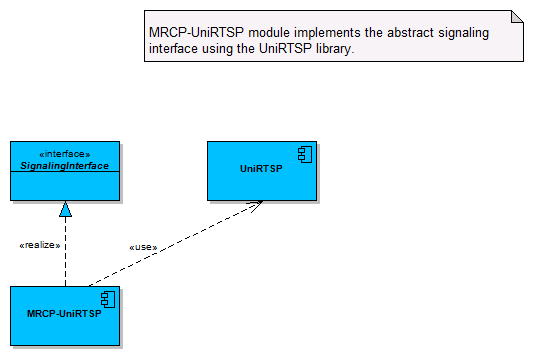 MRCP-UniRTSP module implements the abstract signaling
interface using the UniRTSP library.
«interface»
SignalingInterface
UniRTSP
«realize»
«use»
MRCP-UniRTSP